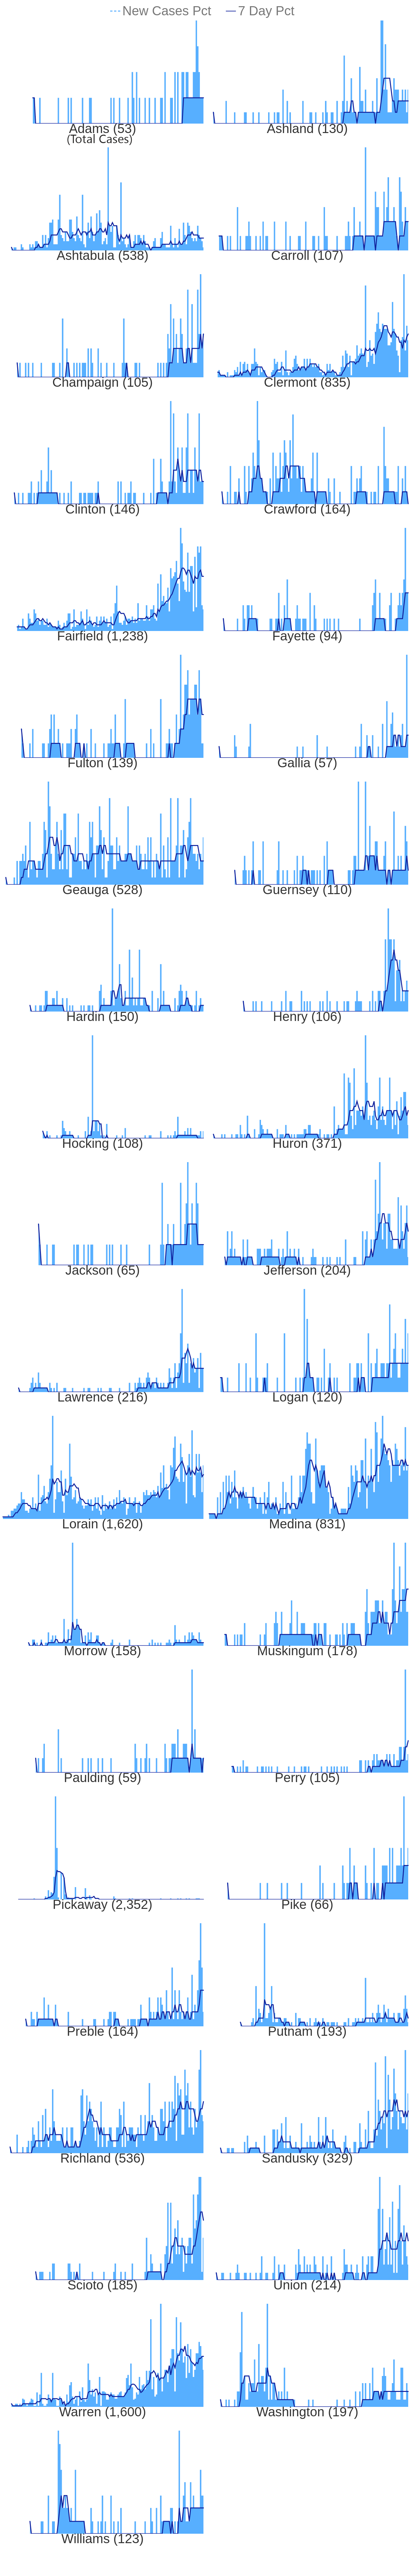 New Cases Pct 7 Day Pct
Adams (53) Ashland (130)
(Total Cases)
Ashtabula (538) Carroll (107)
Champaign (105) Clermont (835)
Clinton (146) Crawford (164)
Fairfield (1,238) Fayette (94)
Fulton (139) Gallia (57)
Geauga (528) Guernsey (110)
Hardin (150) Henry (106)
Hocking (108) Huron (371)
Jackson (65) Jefferson (204)
Lawrence (216) Logan (120)
Lorain (1,620) Medina (831)
Morrow (158) Muskingum (178)
Paulding (59) Perry (105)
Pickaway (2,352) Pike (66)
Preble (164) Putnam (193)
Richland (536) Sandusky (329)
Scioto (185) Union (214)
Warren (1,600) Washington (197)
Williams (123)